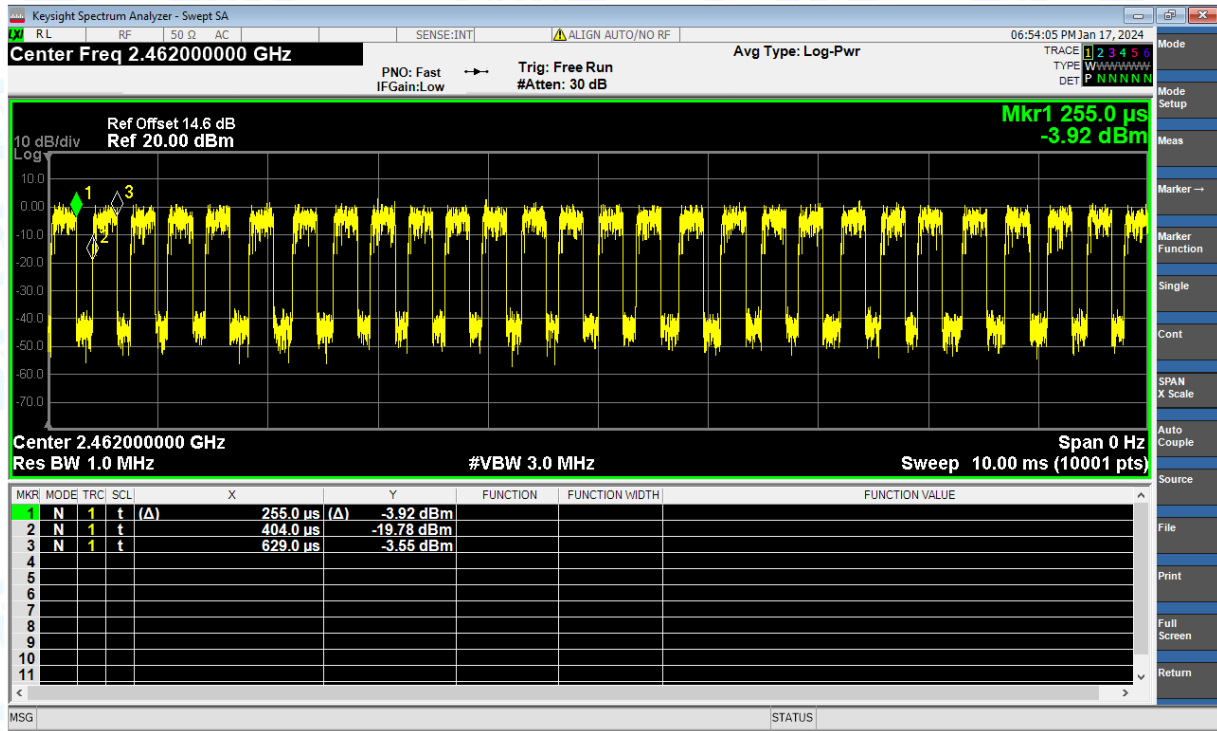 Keysight Spectrum Analyzer - Swept SA
LXI RL RF 50 Ω AC SENSE:INT ALIGN AUTO/NO RF 06:54:05 PM Jan 17, 2024
Center Freq 2.462000000 GHz
PNO: Fast
IFGain:Low
Trig: Free Run
#Atten: 30 dB
Avg Type: Log-Pwr
TRACE 1 2 3 4 5 6
TYPE WWWWWW
DET P N N N N N
Mkr1 255.0 µs
-3.92 dBm
Ref Offset 14.6 dB
10 dB/div Ref 20.00 dBm
Log
10.0
0.00
-10.0
-20.0
-30.0
-40.0
-50.0
-60.0
-70.0
1
2
3
Center 2.462000000 GHz Span 0 Hz
Res BW 1.0 MHz #VBW 3.0 MHz Sweep 10.00 ms (10001 pts)
MKR MODE TRC SCL X Y FUNCTION FUNCTION WIDTH FUNCTION VALUE
1 N 1 t (Δ) 255.0 µs (Δ) -3.92 dBm
2 N 1 t 404.0 µs -19.78 dBm
3 N 1 t 629.0 µs -3.55 dBm
4
5
6
7
8
9
10
11
MSG STATUS
Mode
Mode
Setup
Meas
Marker →
Marker
Function
Single
Cont
SPAN
X Scale
Auto
Couple
Source
File
Print
Full
Screen
Return